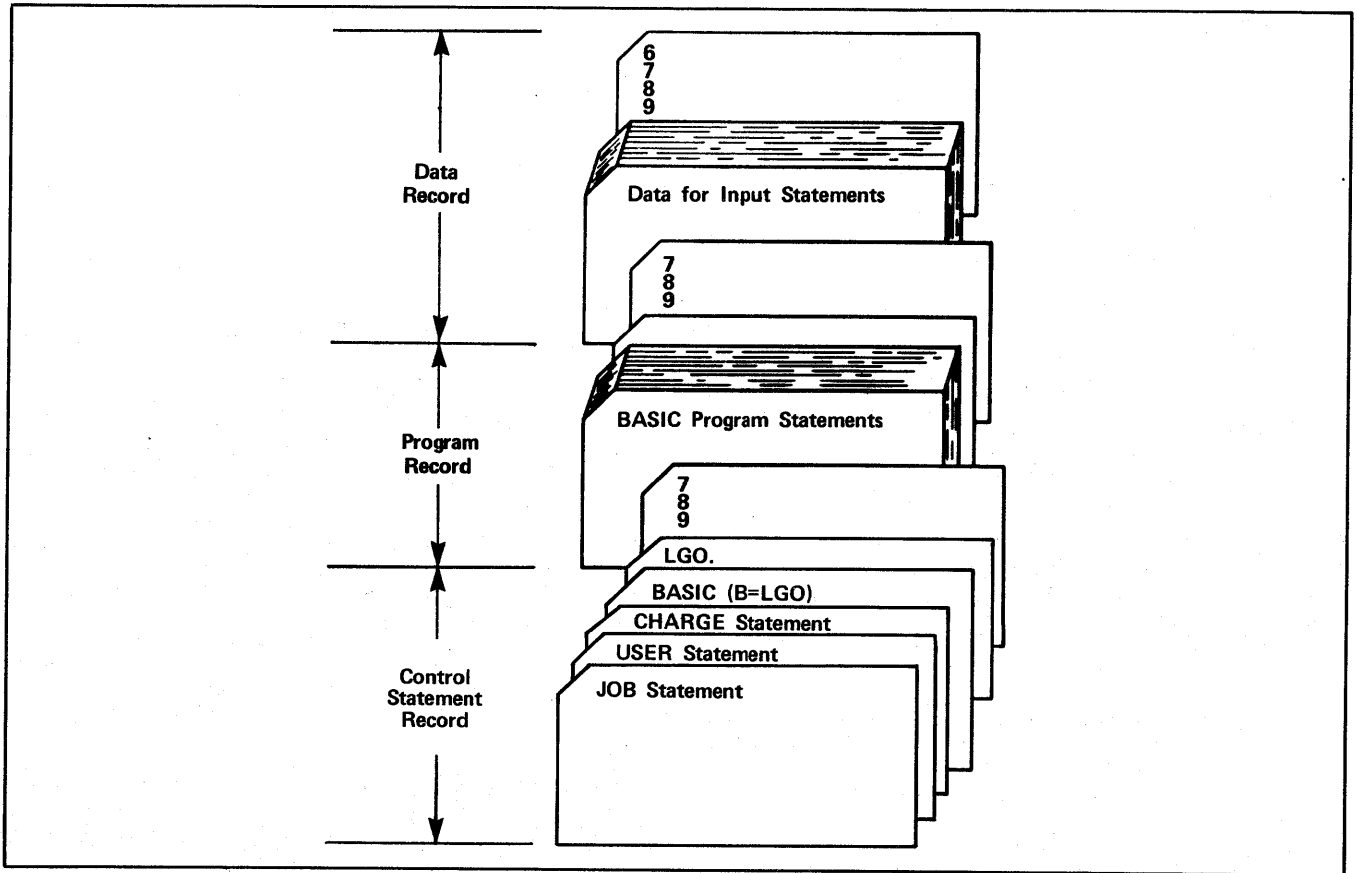 6
7
8
9
Data
Record
Data for Input Statements
7
8
9
Program
Record
BASIC Program Statements
7
8
9
LGO.
BASIC (B=LGO)
CHARGE Statement
USER Statement
Control
Statement
Record
JOB Statement